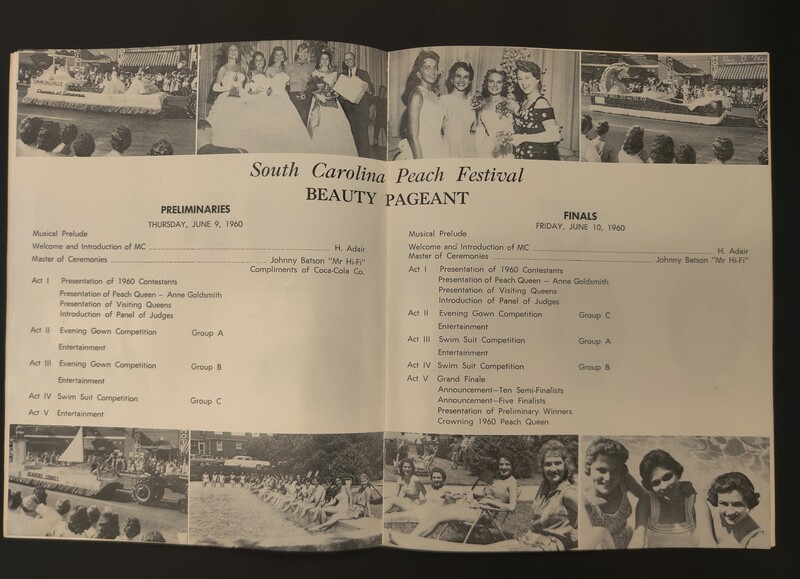 SIMPSONVILLE
South Carolina Peach Festival
BEAUTY PAGEANT
PRELIMINARIES
THURSDAY, JUNE 9, 1960
Musical Prelude
Welcome and Introduction of MC ... H. Adair
Master of Ceremonies ... Johnny Batson "Mr Hi-Fi"
Compliments of Coca-Cola Co.
Act I Presentation of 1960 Contestants
Presentation of Peach Queen — Anne Goldsmith
Presentation of Visiting Queens
Introduction of Panel of Judges
Act II Evening Gown Competition Group A
Entertainment
Act III Evening Gown Competition Group B
Entertainment
Act IV Swim Suit Competition Group C
Act V Entertainment
FINALS
FRIDAY, JUNE 10, 1960
Musical Prelude
Welcome and Introduction of MC ... H. Adair
Master of Ceremonies ... Johnny Batson "Mr Hi-Fi"
Act I Presentation of 1960 Contestants
Presentation of Peach Queen — Anne Goldsmith
Presentation of Visiting Queens
Introduction of Panel of Judges
Act II Evening Gown Competition Group C
Entertainment
Act III Swim Suit Competition Group A
Entertainment
Act IV Swim Suit Competition Group B
Act V Grand Finale
Announcement—Ten Semi-Finalists
Announcement—Five Finalists
Presentation of Preliminary Winners
Crowning 1960 Peach Queen